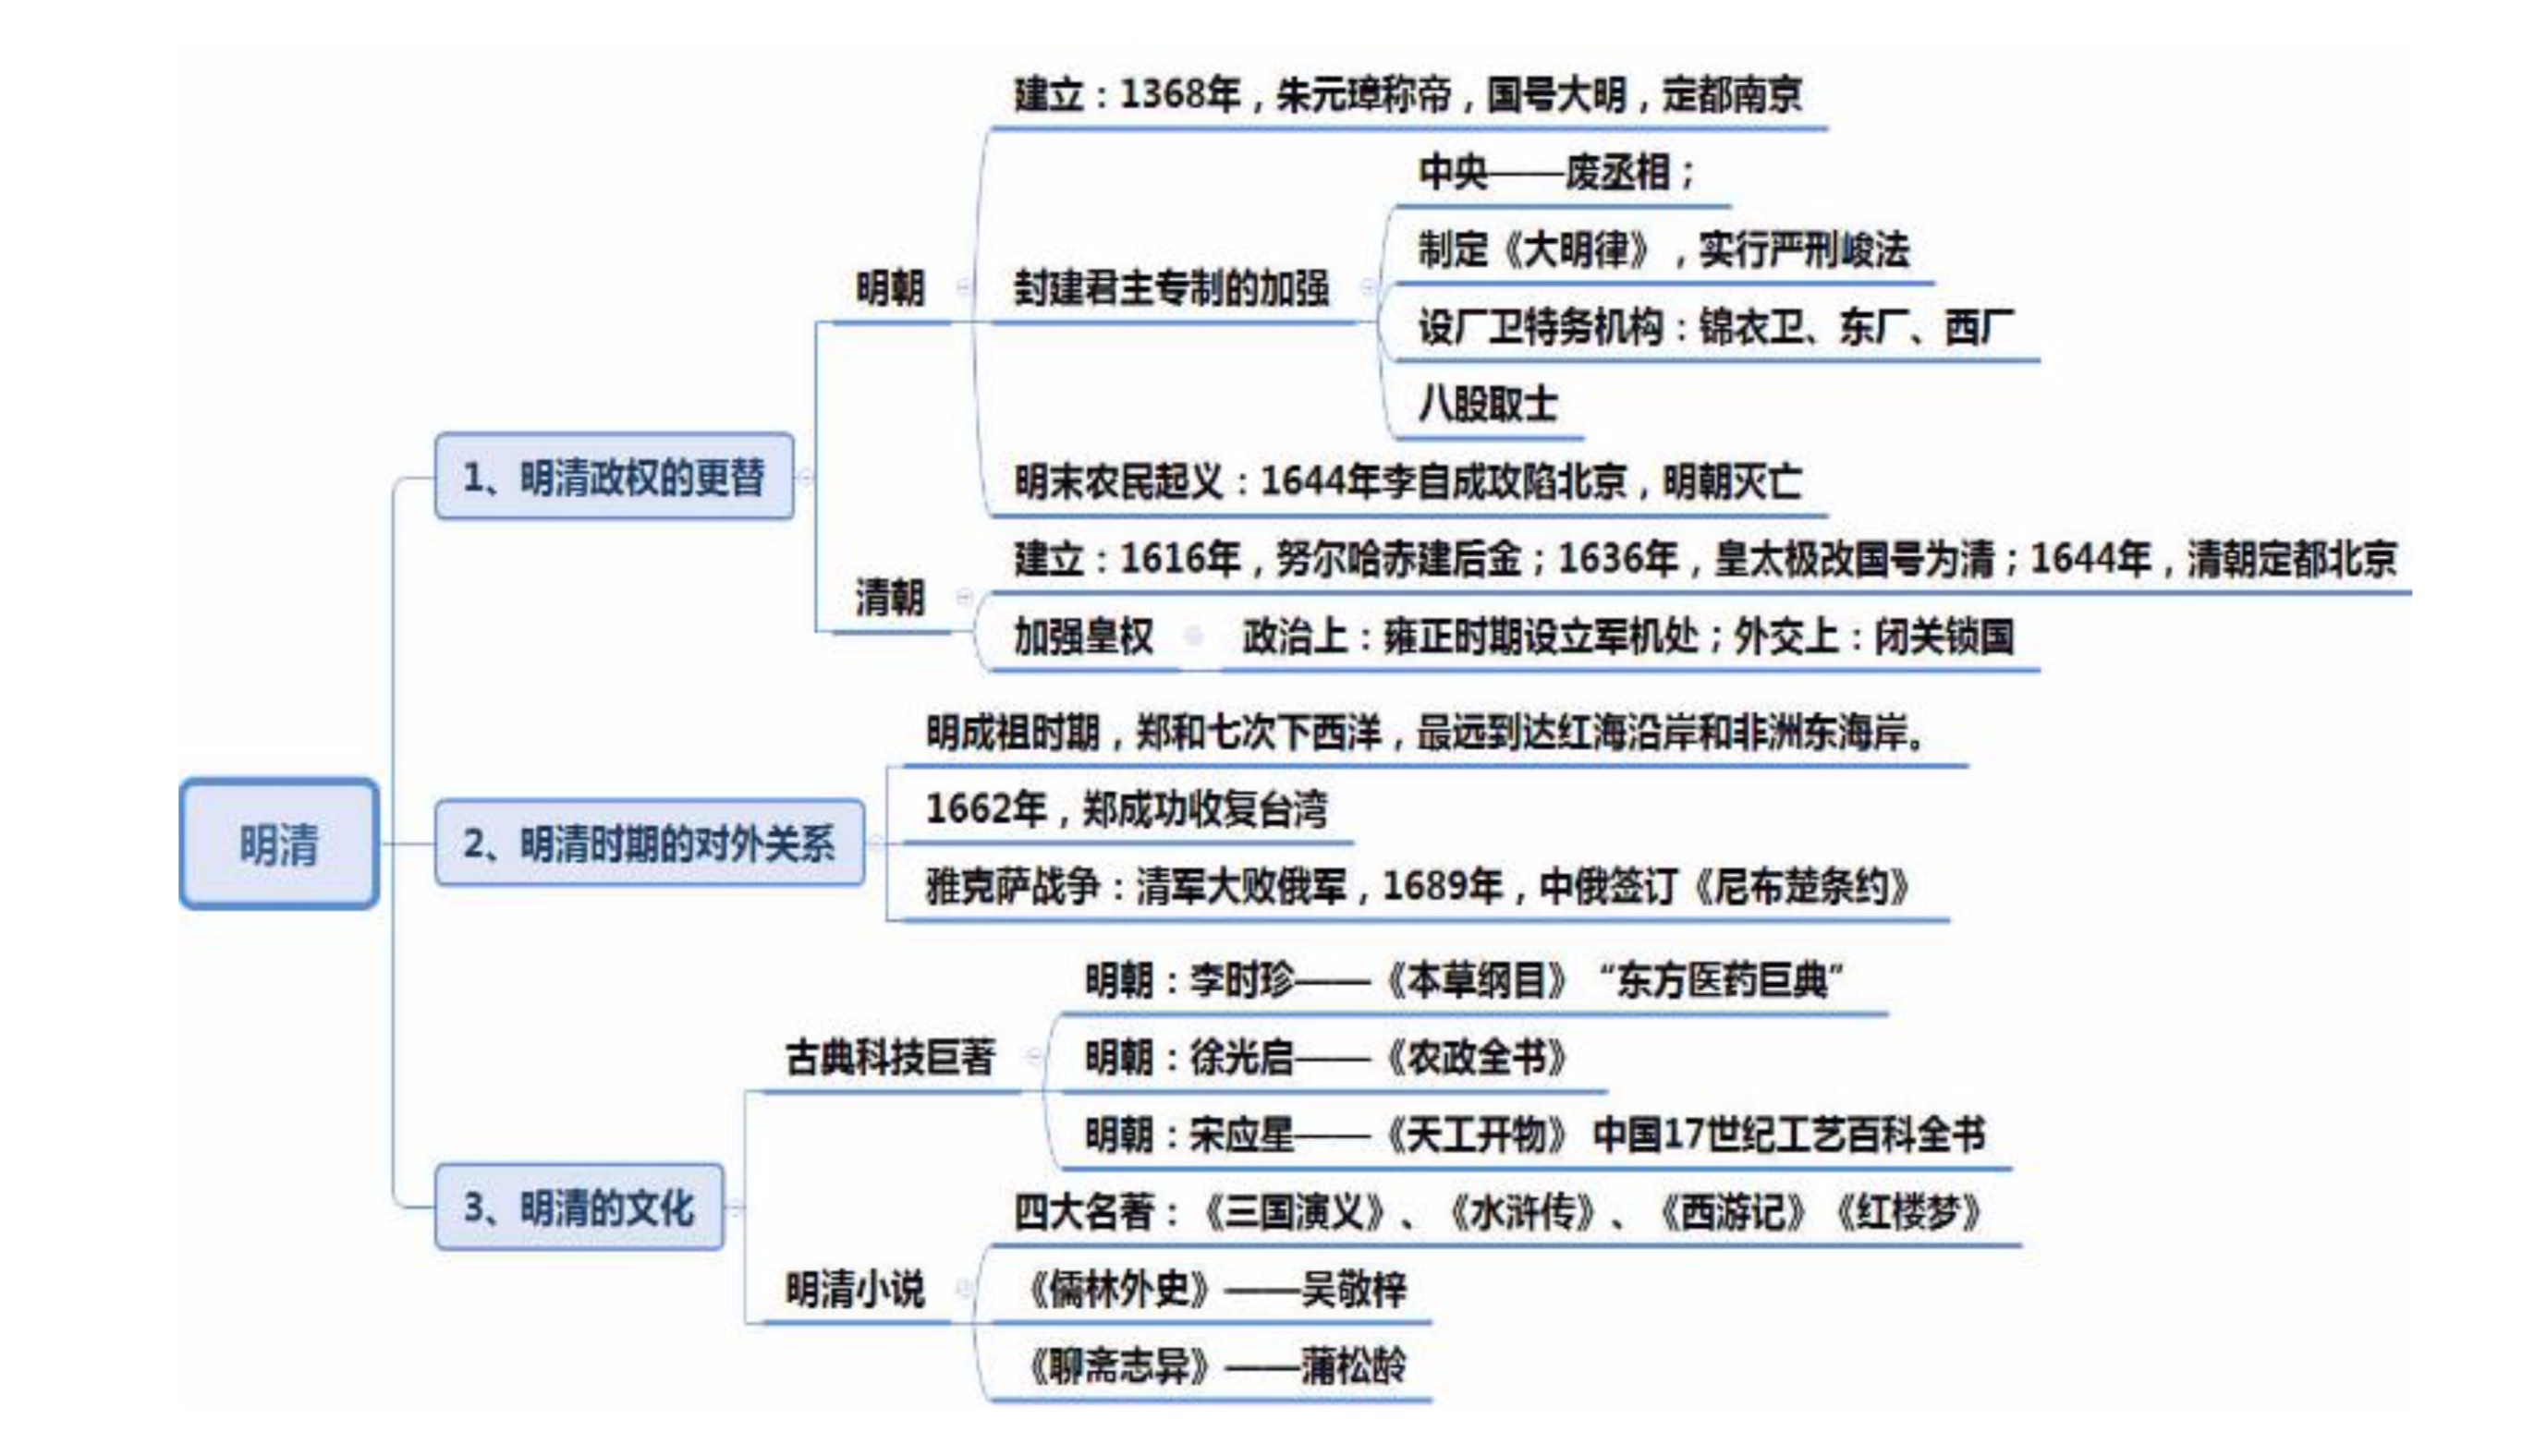 明清
1、明清政权的更替
明朝
建立：1368年，朱元璋称帝，国号大明，定都南京
封建君主专制的加强
中央——废丞相；
制定《大明律》，实行严刑峻法
设厂卫特务机构：锦衣卫、东厂、西厂
八股取士
明末农民起义：1644年李自成攻陷北京，明朝灭亡
清朝
建立：1616年，努尔哈赤建后金；1636年，皇太极改国号为清；1644年，清朝定都北京
加强皇权
政治上：雍正时期设立军机处；外交上：闭关锁国
2、明清时期的对外关系
明成祖时期，郑和七次下西洋，最远到达红海沿岸和非洲东海岸。
1662年，郑成功收复台湾
雅克萨战争：清军大败俄军，1689年，中俄签订《尼布楚条约》
3、明清的文化
古典科技巨著
明朝：李时珍——《本草纲目》“东方医药巨典”
明朝：徐光启——《农政全书》
明朝：宋应星——《天工开物》 中国17世纪工艺百科全书
明清小说
四大名著：《三国演义》、《水浒传》、《西游记》《红楼梦》
《儒林外史》——吴敬梓
《聊斋志异》——蒲松龄